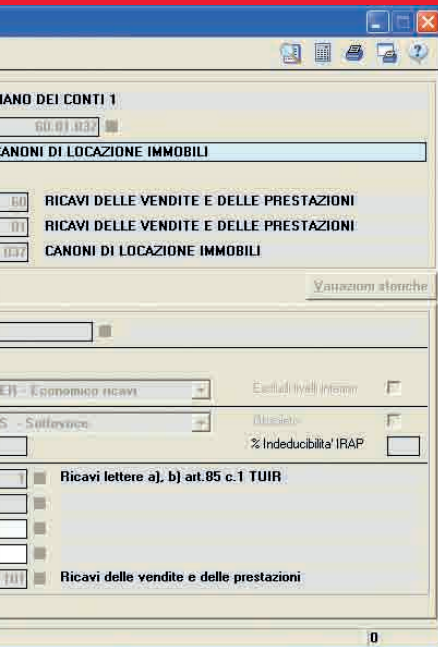 IANO DEI CONTI 1
60.01.037
CANONI DI LOCAZIONE IMMOBILI
60 RICAVI DELLE VENDITE E DELLE PRESTAZIONI
01 RICAVI DELLE VENDITE E DELLE PRESTAZIONI
037 CANONI DI LOCAZIONE IMMOBILI
Variazioni storiche
ER - Economico ricavi Escludi livelli interni
S - Sottovoce Obsoleto
% Indeducibilita' IRAP
1 Ricavi lettere a), b) art.85 c.1 TUIR
101 Ricavi delle vendite e delle prestazioni
0